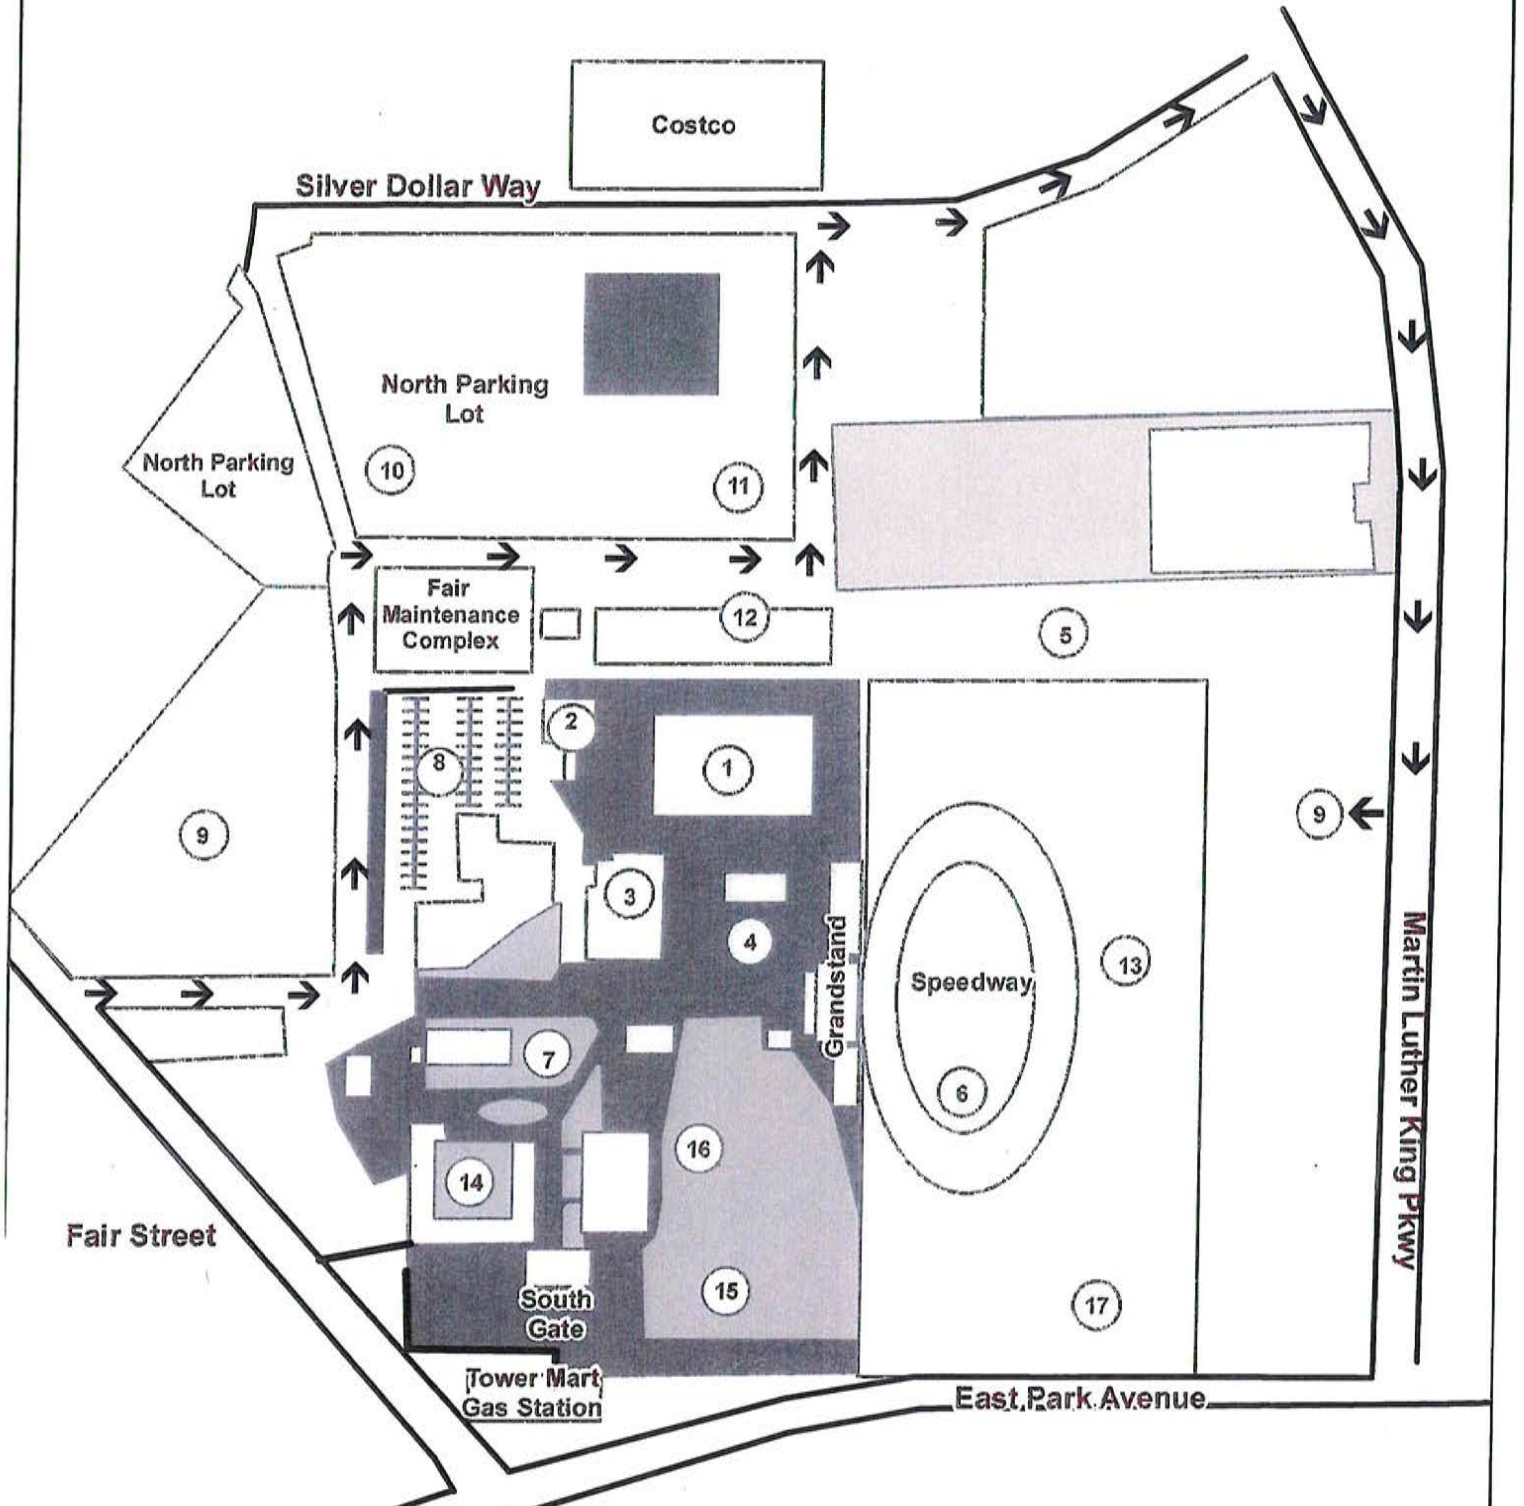 Costco
Silver Dollar Way
North Parking
Lot
North Parking
Lot
10
11
Fair
Maintenance
Complex
12
5
2
1
8
9
9
3
4
Grandstand
Speedway
13
6
7
16
14
15
17
Martin Luther King Pkwy
Fair Street
South
Gate
Tower Mart
Gas Station
East Park Avenue